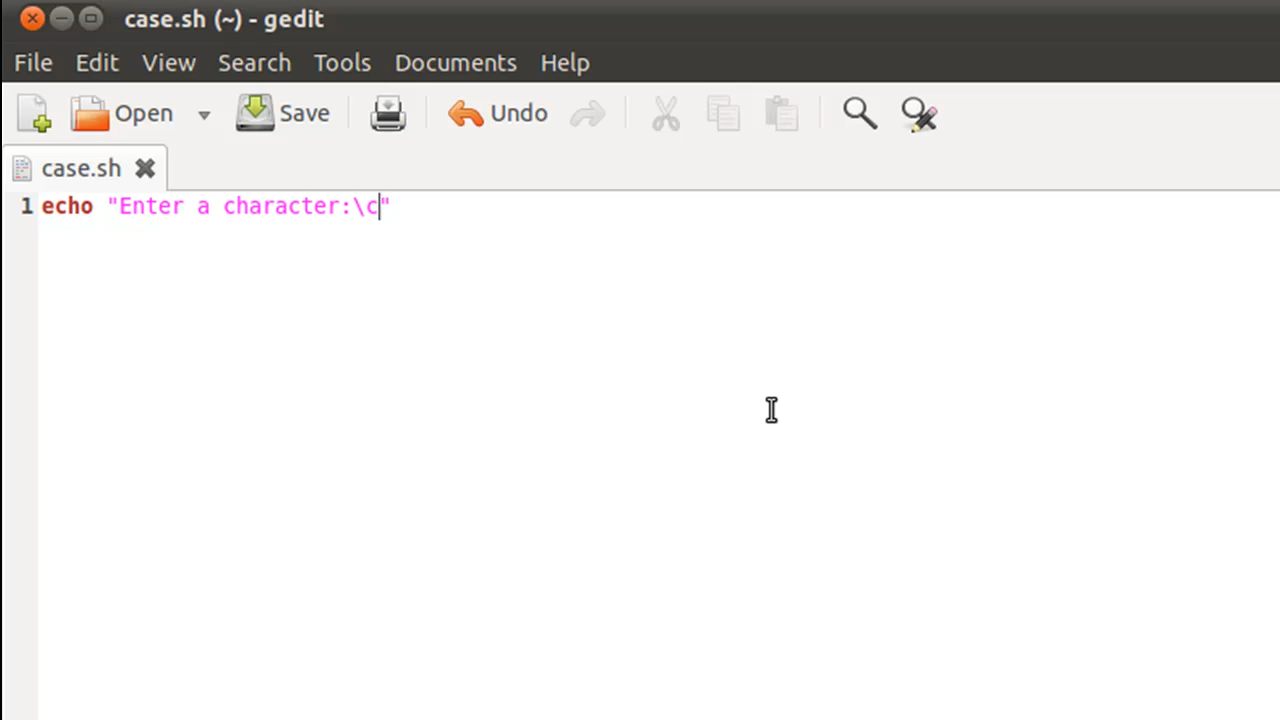 case.sh (~) - gedit
File Edit View Search Tools Documents Help
Open Save Undo
case.sh
1 echo "Enter a character:\c"